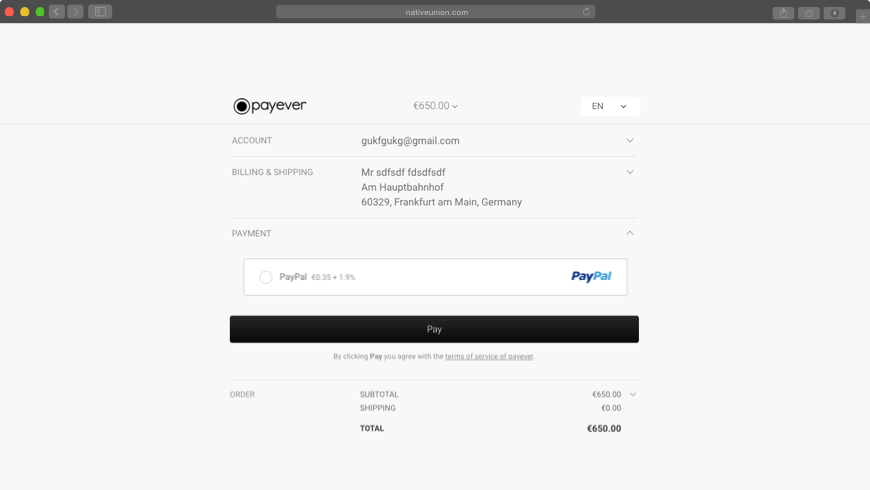 nativeunion.com
payever
€650.00
EN
ACCOUNT
gukfgukg@gmail.com
BILLING & SHIPPING
Mr sdfsdf fdsdfsdf
Am Hauptbahnhof
60329, Frankfurt am Main, Germany
PAYMENT
PayPal €0.35 + 1.9%
PayPal
Pay
By clicking Pay you agree with the terms of service of payever.
ORDER
SUBTOTAL €650.00
SHIPPING €0.00
TOTAL €650.00